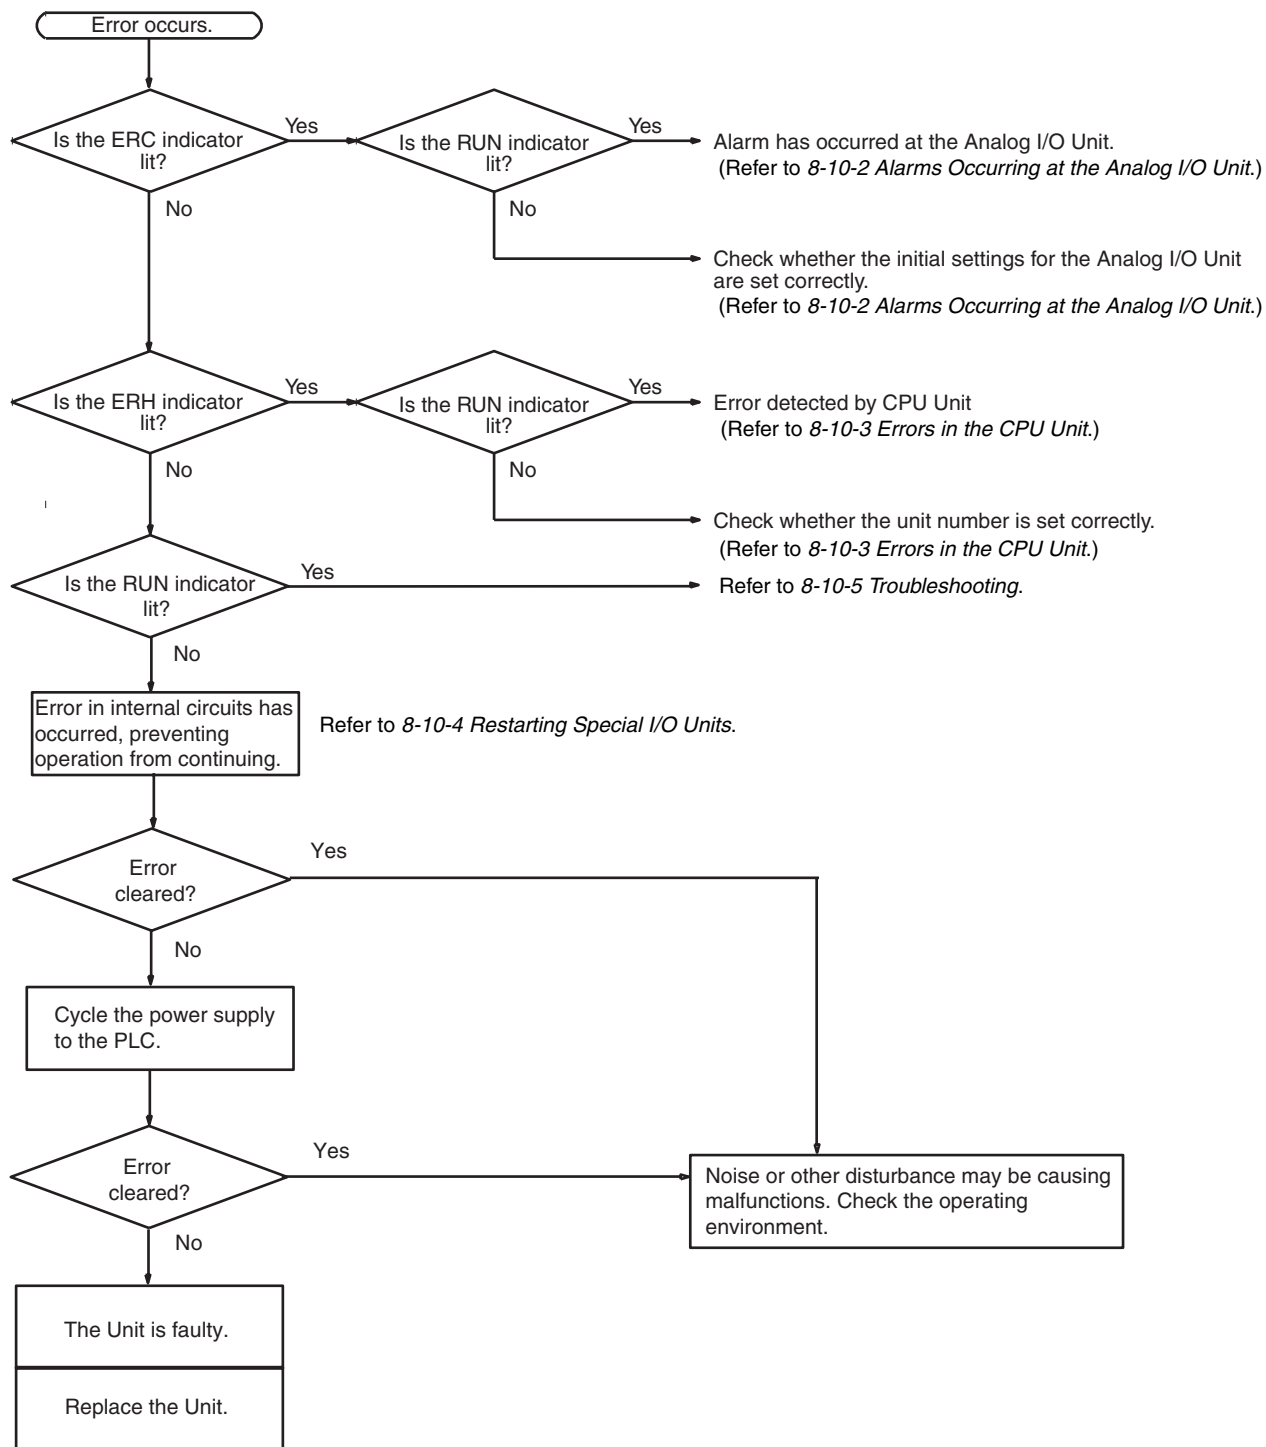 Error occurs.
Is the ERC indicator
lit?
Yes
Is the RUN indicator
lit?
Yes
Alarm has occurred at the Analog I/O Unit.
(Refer to 8-10-2 Alarms Occurring at the Analog I/O Unit.)
No
No
Check whether the initial settings for the Analog I/O Unit
are set correctly.
(Refer to 8-10-2 Alarms Occurring at the Analog I/O Unit.)
Is the ERH indicator
lit?
Yes
Is the RUN indicator
lit?
Yes
Error detected by CPU Unit
(Refer to 8-10-3 Errors in the CPU Unit.)
No
No
Check whether the unit number is set correctly.
(Refer to 8-10-3 Errors in the CPU Unit.)
Is the RUN indicator
lit?
Yes
Refer to 8-10-5 Troubleshooting.
No
Error in internal circuits has
occurred, preventing
operation from continuing.
Refer to 8-10-4 Restarting Special I/O Units.
Error
cleared?
Yes
No
Cycle the power supply
to the PLC.
Error
cleared?
Yes
Noise or other disturbance may be causing
malfunctions. Check the operating
environment.
No
The Unit is faulty.
Replace the Unit.